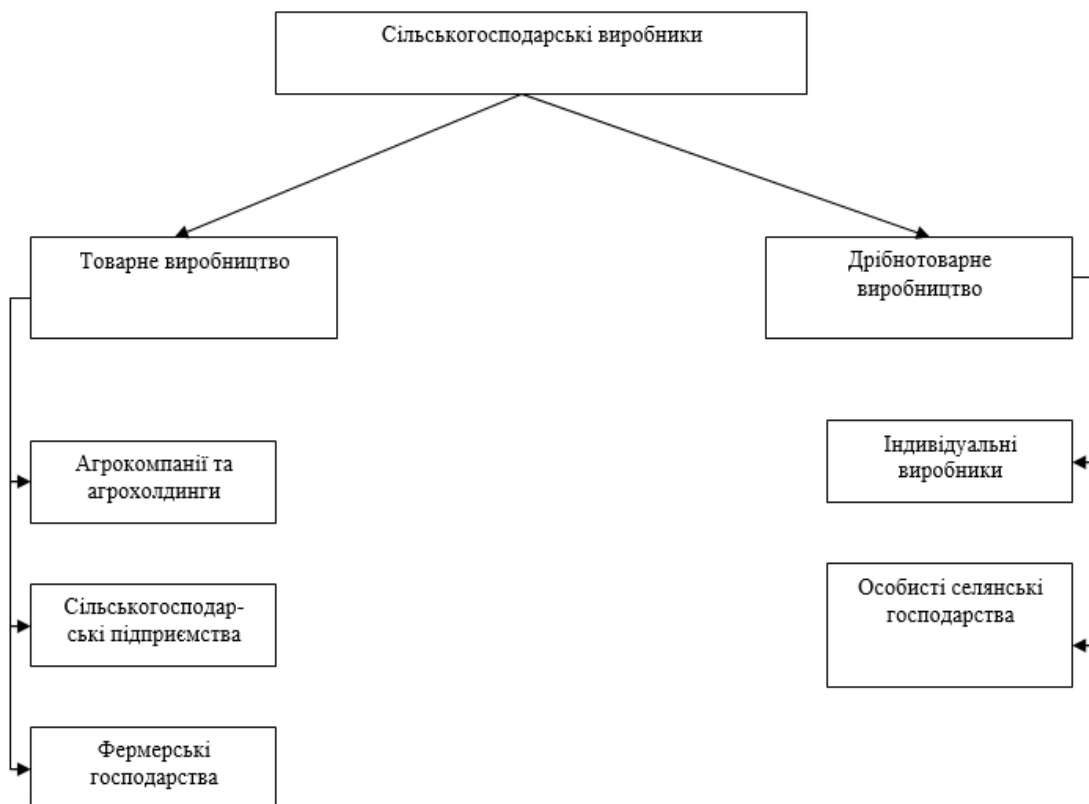 Сільськогосподарські виробники
Товарне виробництво
Дрібнотоварне
виробництво
Агрокомпанії та
агрохолдинги
Індивідуальні
виробники
Сільськогосподар-
ські підприємства
Особисті селянські
господарства
Фермерські
господарства